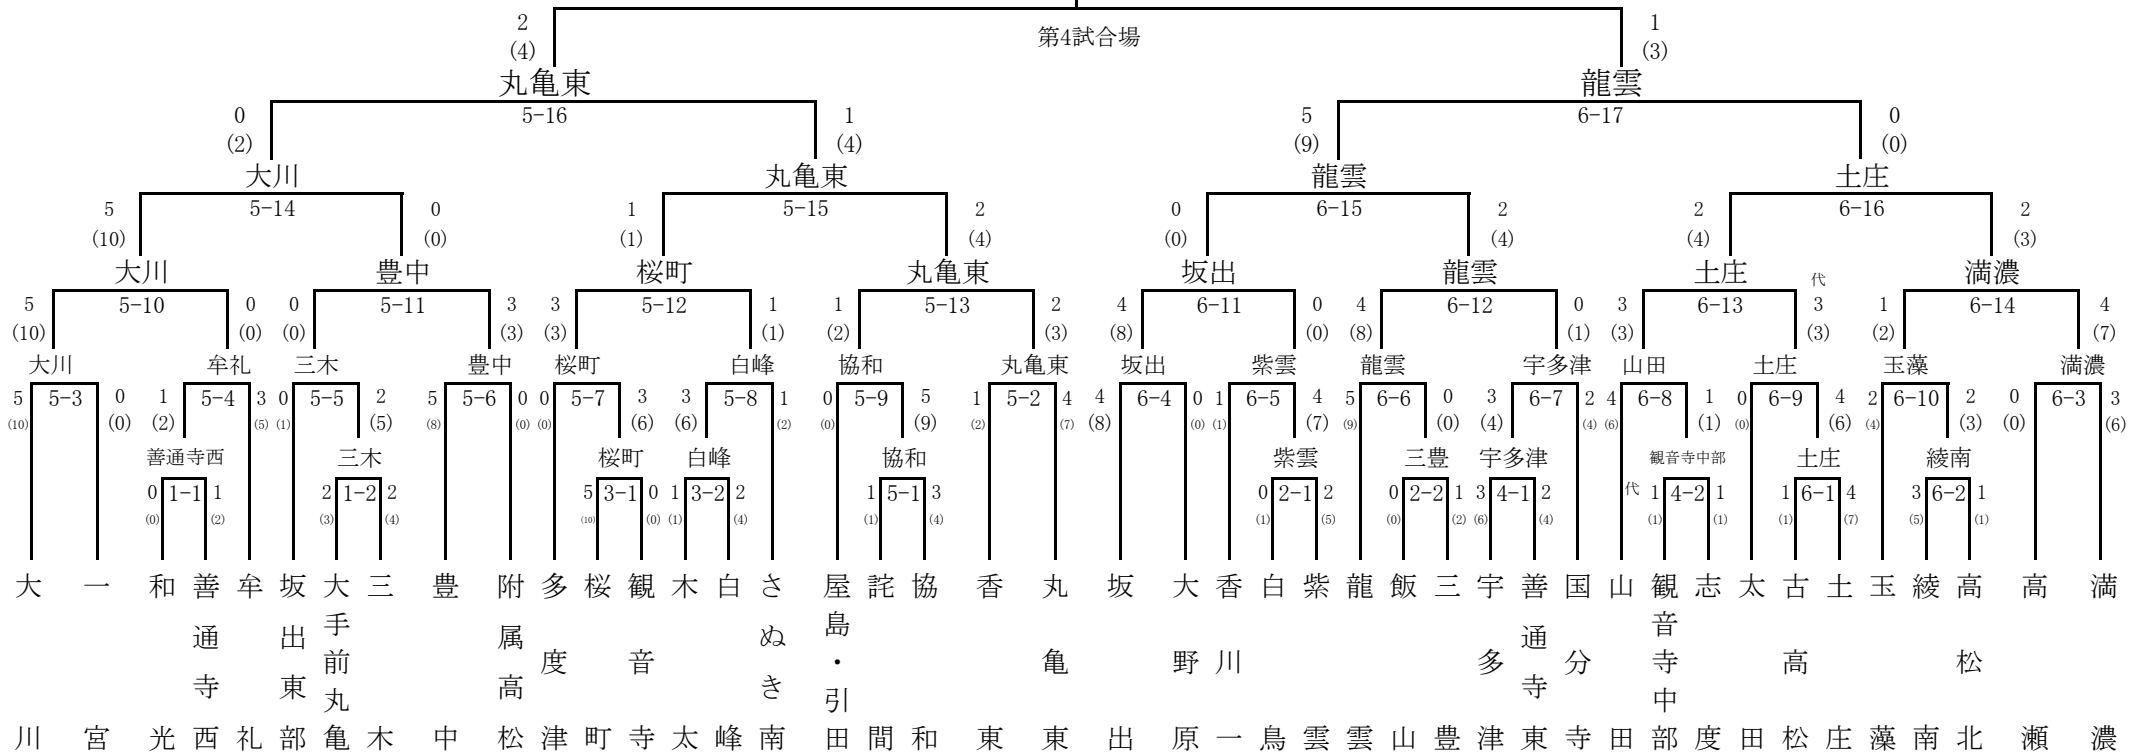 2 1
(4) 第4試合場 (3)
丸亀東 龍雲
0 5-16 1 5 6-17 0
(2) (4) (9) (0)
大川 丸亀東 龍雲 土庄
5 5-14 0 1 5-15 2 0 6-15 2 2 6-16 2
(10) (0) (1) (4) (0) (4) (4) (3)
大川 豊中 桜町 丸亀東 坂出 龍雲 土庄 代 満濃
5 5-10 0 0 5-11 3 3 5-12 1 1 5-13 2 4 6-11 0 4 6-12 0 3 6-13 3 1 6-14 4
(10) (0) (0) (3) (3) (1) (2) (3) (8) (0) (8) (1) (3) (3) (2) (7)
大川 牟礼 三木 豊中 桜町 白峰 協和 丸亀東 坂出 紫雲 龍雲 宇多津 山田 土庄 玉藻 満濃
5 5-3 0 1 5-4 3 0 5-5 2 5 5-6 0 0 5-7 3 3 5-8 1 0 5-9 5 1 5-2 4 4 6-4 0 1 6-5 4 5 6-6 0 3 6-7 2 4 6-8 1 0 6-9 4 2 6-10 2 0 6-3 3
(10) (0) (2) (5) (1) (5) (8) (0) (0) (6) (6) (2) (0) (9) (2) (7) (8) (0) (1) (7) (9) (0) (4) (4) (6) (1) (0) (6) (4) (3) (0) (6)
善通寺西 三木 桜町 白峰 協和 紫雲 三豊 宇多津 観音寺中部 土庄 綾南
0 1-1 1 2 1-2 2 5 3-1 0 1 3-2 2 1 5-1 3 0 2-1 2 0 2-2 1 3 4-1 2 代 1 4-2 1 1 6-1 4 3 6-2 1
(0) (2) (3) (4) (10) (0) (1) (4) (1) (4) (1) (5) (0) (2) (6) (4) (1) (1) (1) (7) (5) (1)
大川
一宮
和光
善通寺西
牟礼
坂出東部
大手前丸亀
三木
豊中
附属高松
多度津
桜町
観音寺
木太
白峰
さぬき南
屋島・引田
詫間
協和
香東
丸亀東
坂出
大野原
香川一
白鳥
紫雲
龍雲
飯山
三豊
宇多津
善通寺東
国分寺
山田
観音寺中部
志度
太田
古高松
土庄
玉藻
綾南
高松北
高瀬
満濃